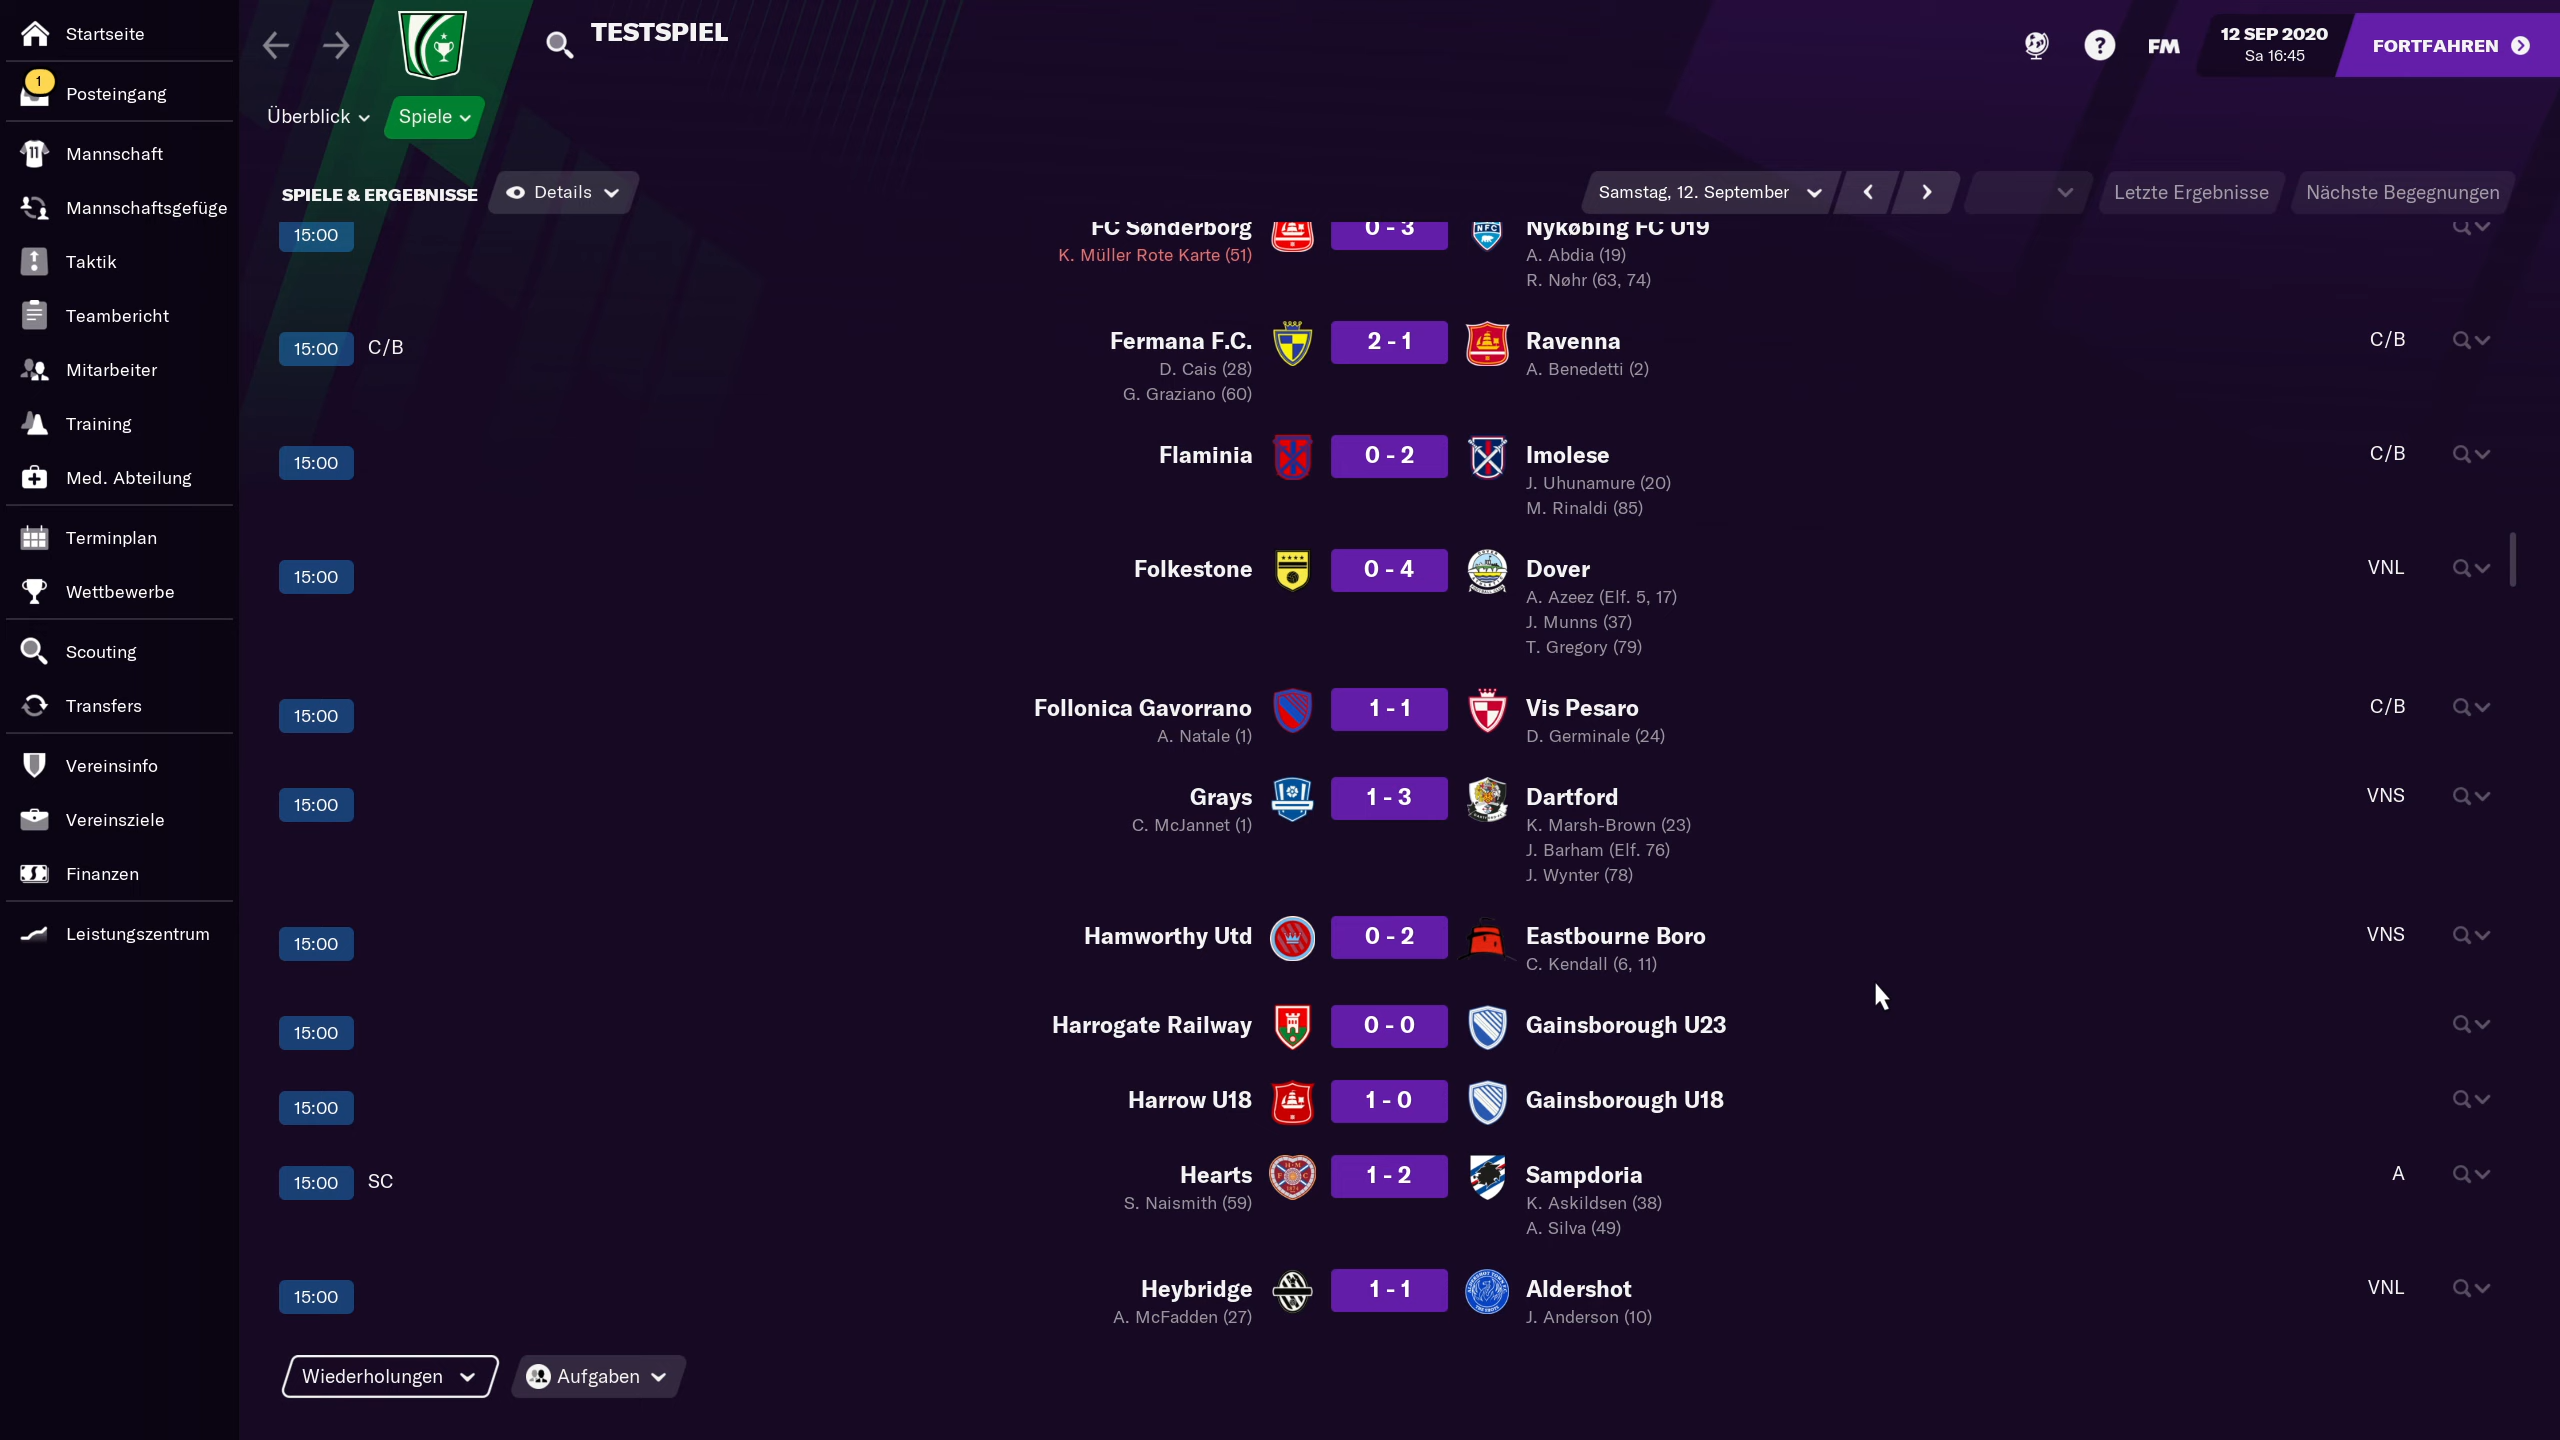 Startseite
1
Posteingang
Mannschaft
Mannschaftsgefüge
Taktik
Teambericht
Mitarbeiter
Training
Med. Abteilung
Terminplan
Wettbewerbe
Scouting
Transfers
Vereinsinfo
Vereinsziele
Finanzen
Leistungszentrum
TESTSPIEL
? FM 12 SEP 2020 FORTFAHREN
Sa 16:45
Überblick Spiele
SPIELE & ERGEBNISSE Details Samstag, 12. September Letzte Ergebnisse Nächste Begegnungen
15:00 FC Sønderborg 0 - 3 Nykøbing FC U19
K. Müller Rote Karte (51) A. Abdia (19)
R. Nøhr (63, 74)
15:00 C/B Fermana F.C. 2 - 1 Ravenna C/B
D. Cais (28) A. Benedetti (2)
G. Graziano (60)
15:00 Flaminia 0 - 2 Imolese C/B
J. Uhunamure (20)
M. Rinaldi (85)
15:00 Folkestone 0 - 4 Dover VNL
A. Azeez (Elf. 5, 17)
J. Munns (37)
T. Gregory (79)
15:00 Follonica Gavorrano 1 - 1 Vis Pesaro C/B
A. Natale (1) D. Germinale (24)
15:00 Grays 1 - 3 Dartford VNS
C. McJannet (1) K. Marsh-Brown (23)
J. Barham (Elf. 76)
J. Wynter (78)
15:00 Hamworthy Utd 0 - 2 Eastbourne Boro VNS
C. Kendall (6, 11)
15:00 Harrogate Railway 0 - 0 Gainsborough U23
15:00 Harrow U18 1 - 0 Gainsborough U18
15:00 SC Hearts 1 - 2 Sampdoria A
S. Naismith (59) K. Askildsen (38)
A. Silva (49)
15:00 Heybridge 1 - 1 Aldershot VNL
A. McFadden (27) J. Anderson (10)
Wiederholungen Aufgaben